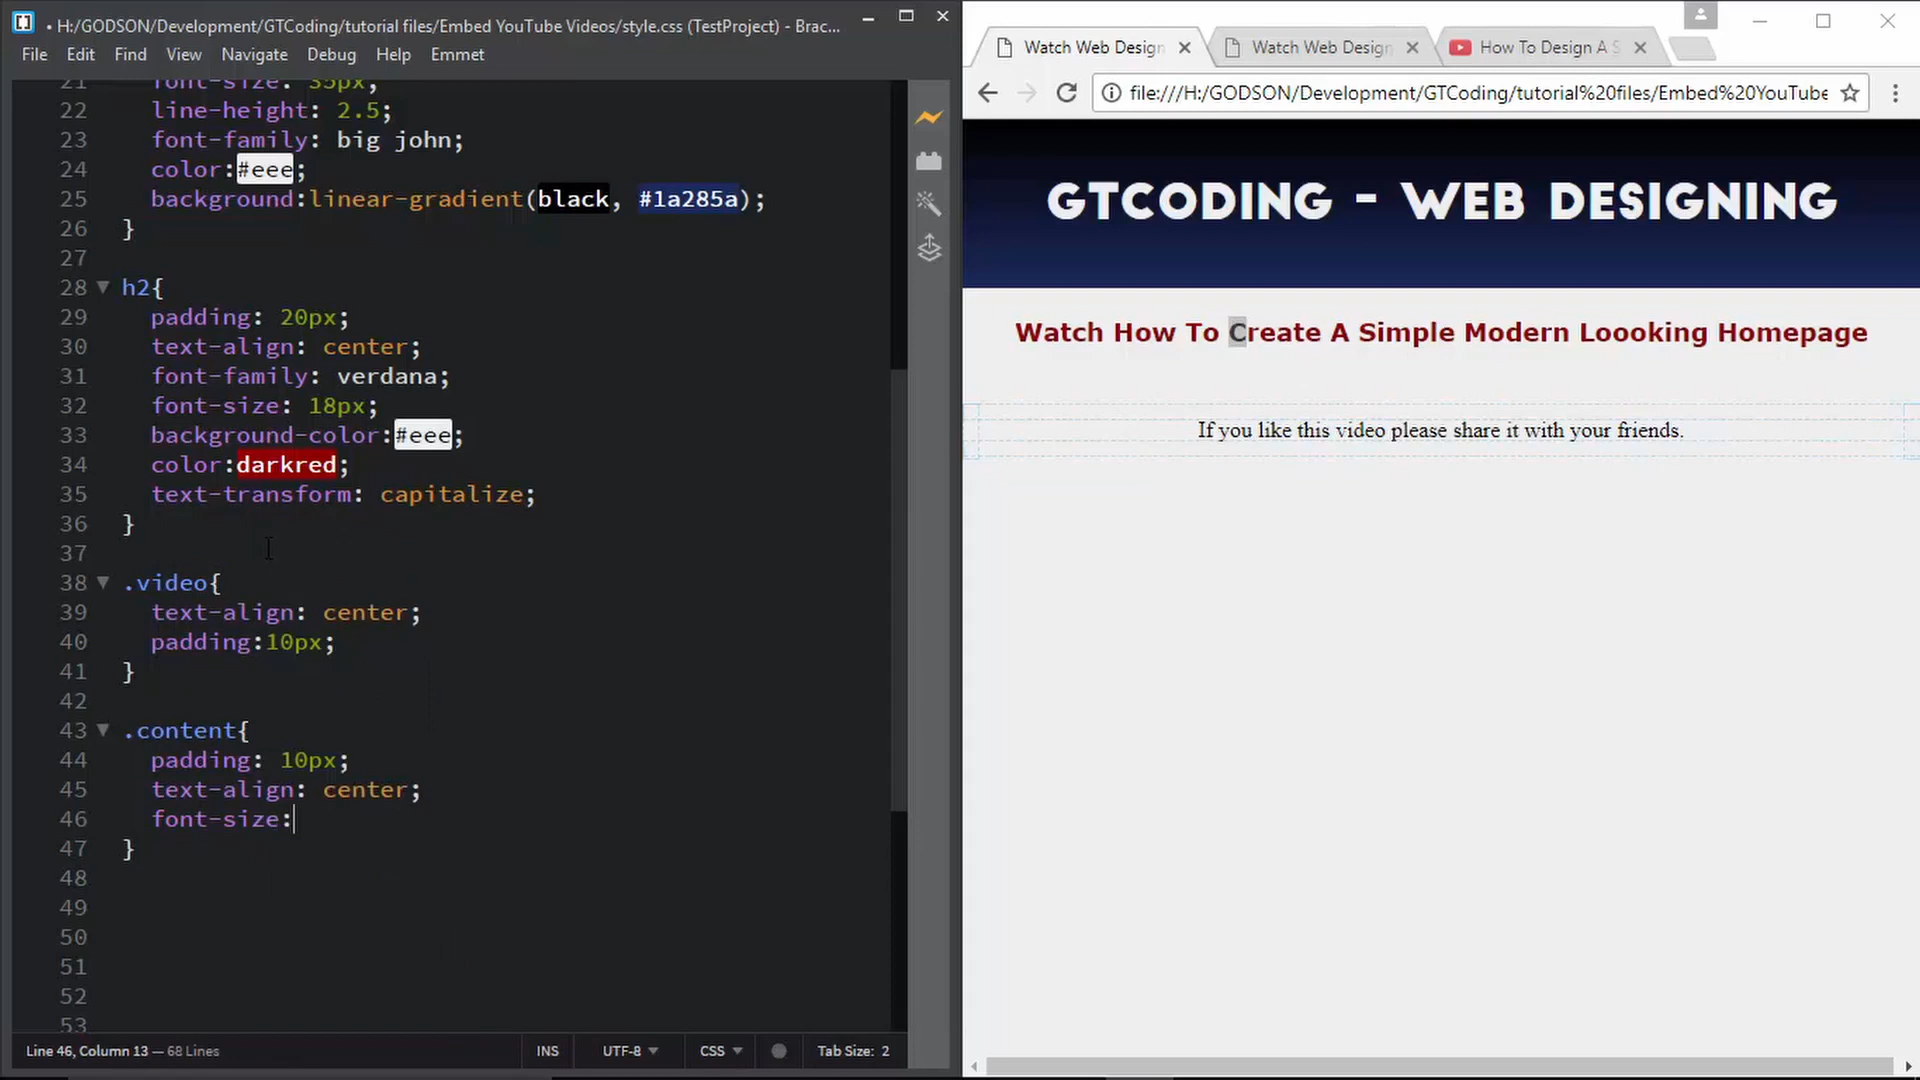 H:/GODSON/Development/GTCoding/tutorial files/Embed YouTube Videos/style.css (TestProject) - Brac...
File Edit Find View Navigate Debug Help Emmet
21 font-size: 35px;
22 line-height: 2.5;
23 font-family: big john;
24 color:#eee;
25 background:linear-gradient(black, #1a285a);
26 }
27
28 h2{
29 padding: 20px;
30 text-align: center;
31 font-family: verdana;
32 font-size: 18px;
33 background-color:#eee;
34 color:darkred;
35 text-transform: capitalize;
36 }
37
38 .video{
39 text-align: center;
40 padding:10px;
41 }
42
43 .content{
44 padding: 10px;
45 text-align: center;
46 font-size:
47 }
48
49
50
51
52
53
Line 46, Column 13 — 68 Lines INS UTF-8 CSS Tab Size: 2
Watch Web Design Watch Web Design How To Design A S
file:///H:/GODSON/Development/GTCoding/tutorial%20files/Embed%20YouTube
GTCODING - WEB DESIGNING
Watch How To Create A Simple Modern Loooking Homepage
If you like this video please share it with your friends.